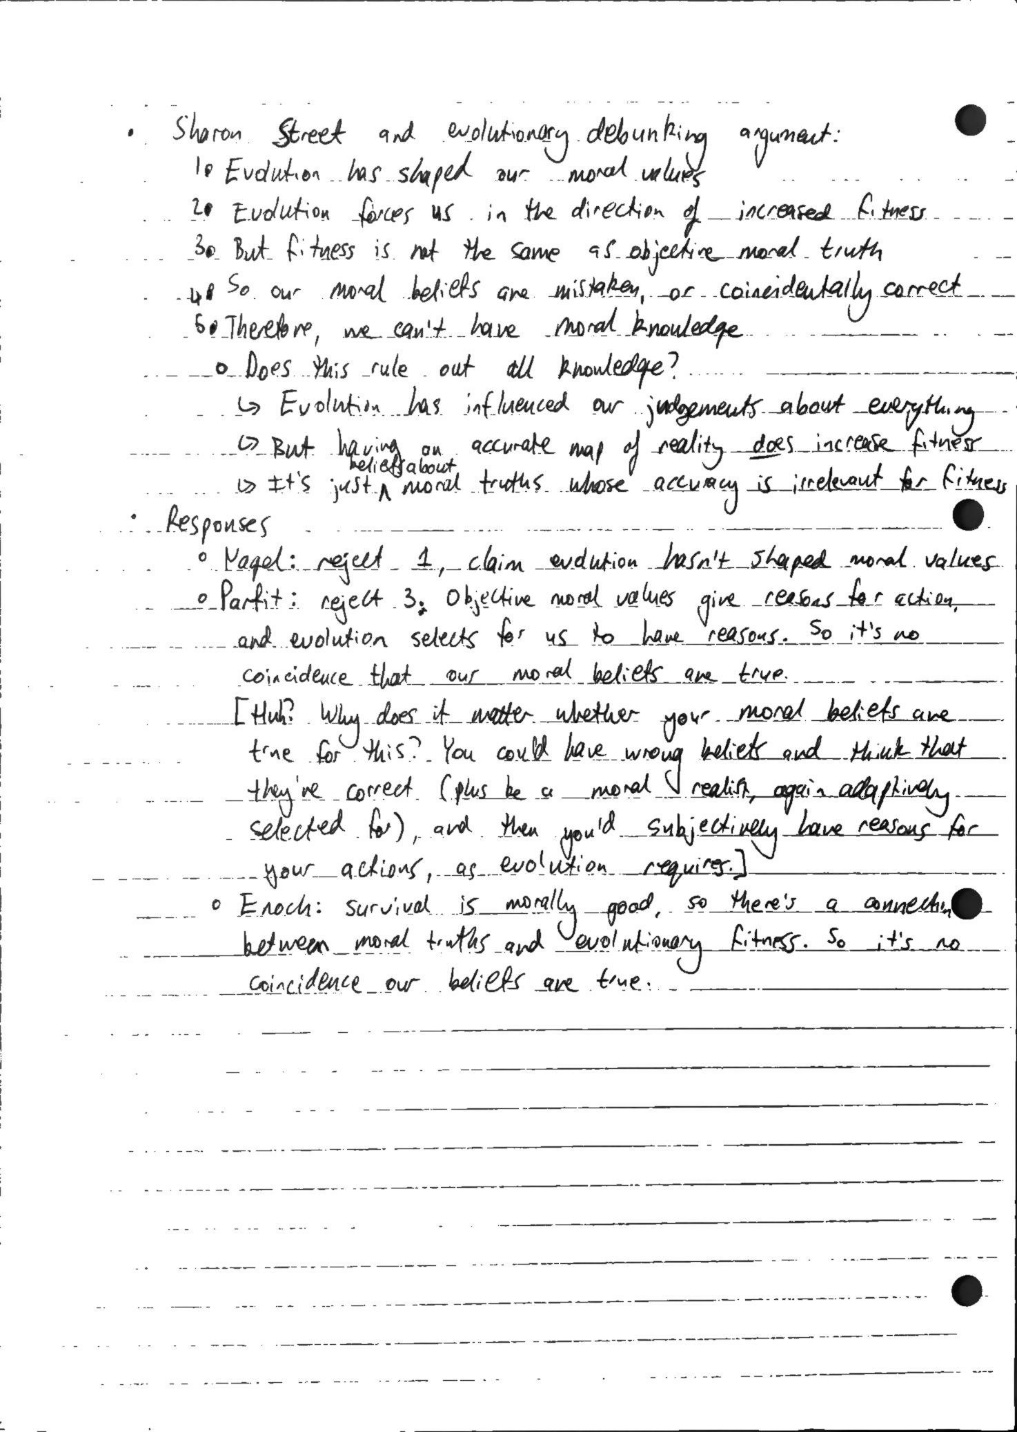 • Sharon Street and evolutionary debunking argument:
1. Evolution has shaped our moral values
2. Evolution forces us in the direction of increased fitness
3. But fitness is not the same as objective moral truth
4. So our moral beliefs are mistaken, or coincidentally correct
5. Therefore, we can't have moral knowledge
o Does this rule out all knowledge?
↳ Evolution has influenced our judgements about everything
↳ But having an accurate map of reality does increase fitness
beliefs about
↳ It's just ^ moral truths whose accuracy is irrelevant for fitness
• Responses
o Nagel: reject 1, claim evolution hasn't shaped moral values
o Parfit: reject 3: Objective moral values give reasons for action,
and evolution selects for us to have reasons. So it's no
coincidence that our moral beliefs are true.
[Huh? Why does it matter whether your moral beliefs are
true for this? You could have wrong beliefs and think that
they're correct (plus be a moral realist, again adaptively
selected for), and then you'd subjectively have reasons for
your actions, as evolution requires.]
o Enoch: survival is morally good, so there's a connection
between moral truths and evolutionary fitness. So it's no
coincidence our beliefs are true.